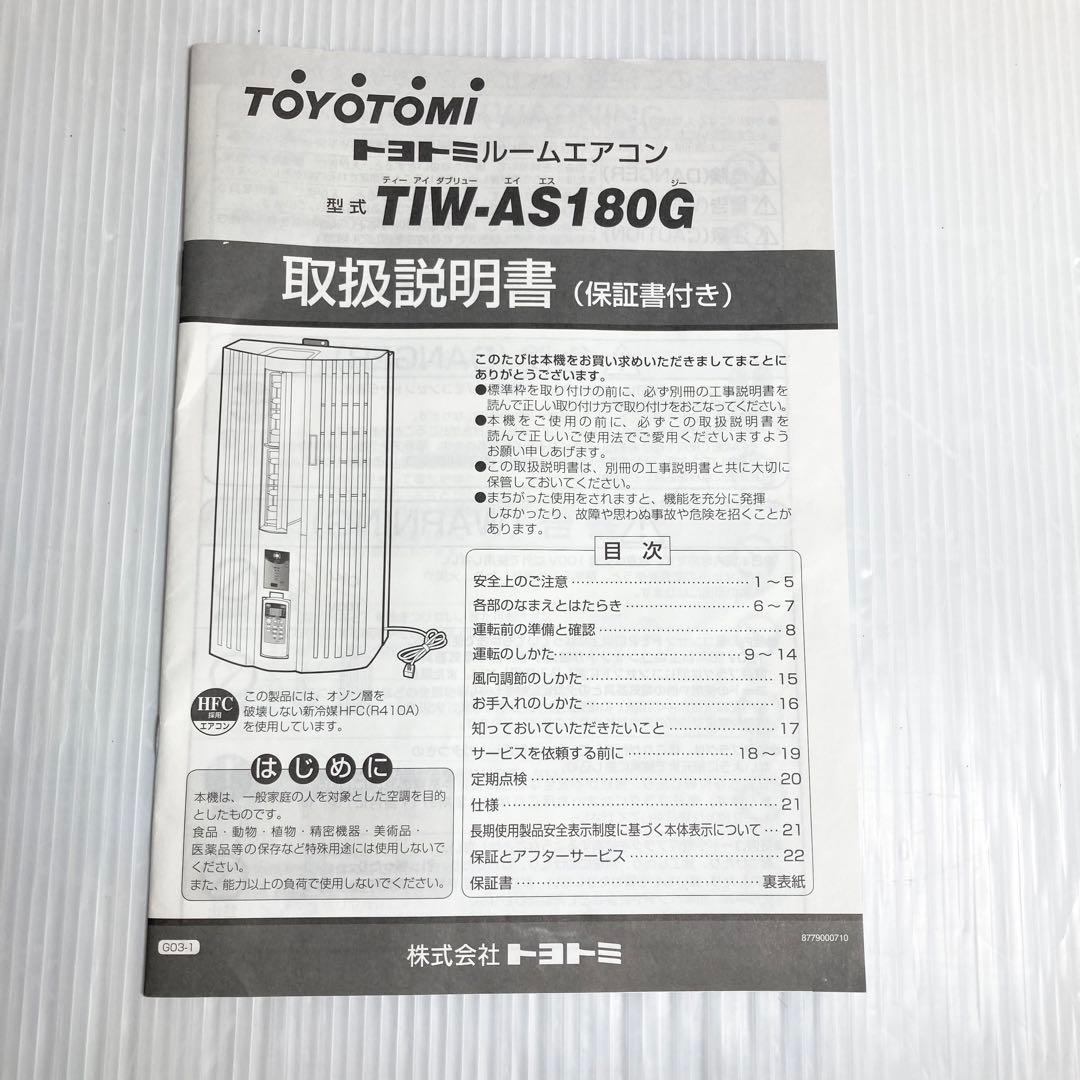 TOYOTOMI
トヨトミルームエアコン
ティー アイ ダブリュー エイ エス ジー
型式 TIW-AS180G
取扱説明書(保証書付き)
このたびは本機をお買い求めいただきましてまことに
ありがとうございます。
●標準枠を取り付けの前に、必ず別冊の工事説明書を
読んで正しい取り付け方で取り付けをおこなってください。
●本機をご使用の前に、必ずこの取扱説明書を
読んで正しいご使用法でご愛用くださいますよう
お願い申しあげます。
●この取扱説明書は、別冊の工事説明書と共に大切に
保管しておいてください。
●まちがった使用をされますと、機能を充分に発揮
しなかったり、故障や思わぬ事故や危険を招くことが
あります。
目次
安全上のご注意 1～5
各部のなまえとはたらき 6～7
運転前の準備と確認 8
運転のしかた 9～14
風向調節のしかた 15
お手入れのしかた 16
知っておいていただきたいこと 17
サービスを依頼する前に 18～19
定期点検 20
仕様 21
長期使用製品安全表示制度に基づく本体表示について 21
保証とアフターサービス 22
保証書 裏表紙
HFC
採用
エアコン
この製品には、オゾン層を
破壊しない新冷媒HFC(R410A)
を使用しています。
はじめに
本機は、一般家庭の人を対象とした空調を目的
としたものです。
食品・動物・植物・精密機器・美術品・
医薬品等の保存など特殊用途には使用しないで
ください。
また、能力以上の負荷で使用しないでください。
G03-1
株式会社トヨトミ
8779000710